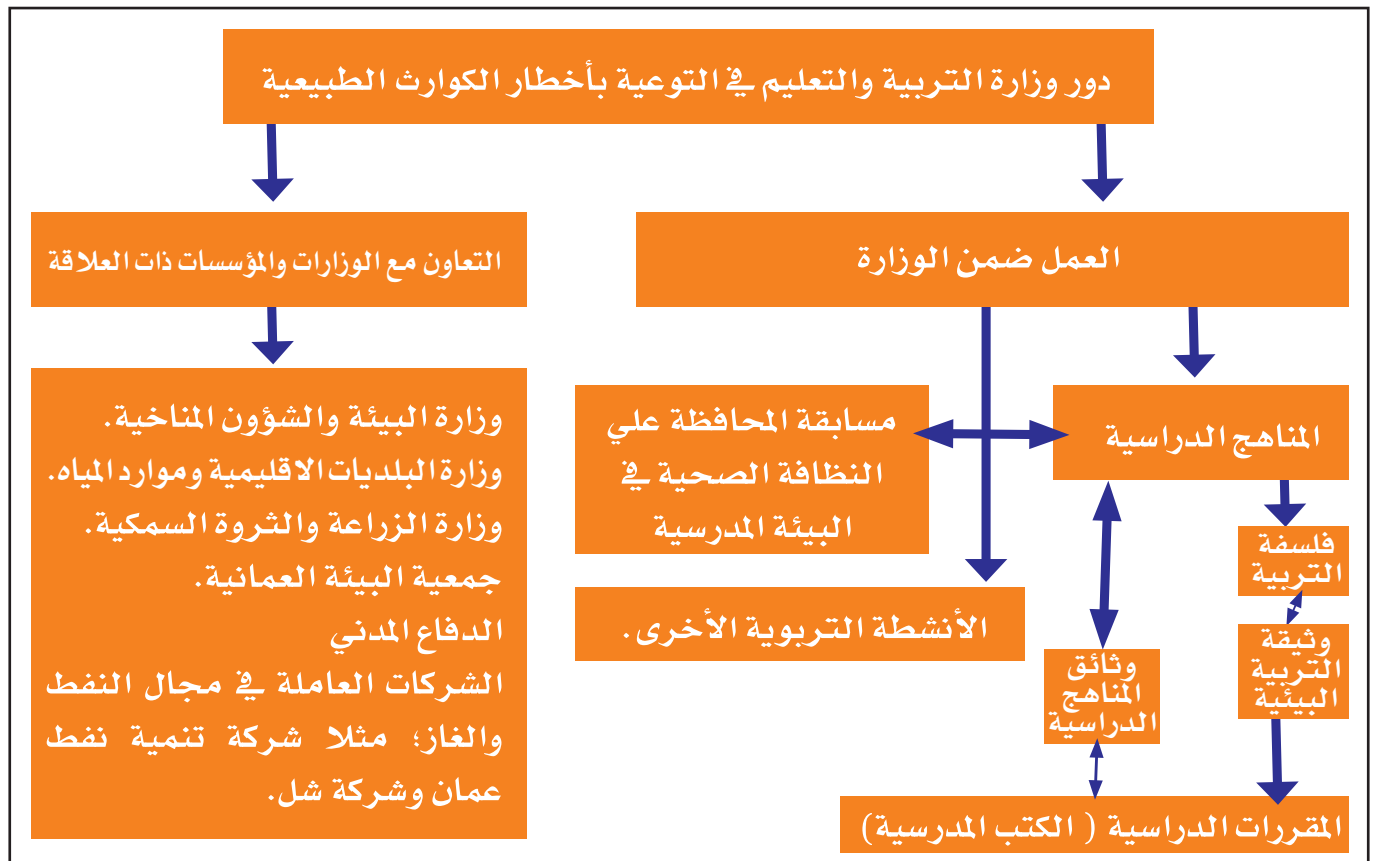 دور وزارة التربية والتعليم في التوعية بأخطار الكوارث الطبيعية
العمل ضمن الوزارة
التعاون مع الوزارات والمؤسسات ذات العلاقة
المناهج الدراسية
مسابقة المحافظة علي
النظافة الصحية في
البيئة المدرسية
الأنشطة التربوية الأخرى.
فلسفة
التربية
وثيقة
التربية
البيئية
وثائق
المناهج
الدراسية
المقررات الدراسية ( الكتب المدرسية)
وزارة البيئة والشؤون المناخية.
وزارة البلديات الاقليمية وموارد المياه.
وزارة الزراعة والثروة السمكية.
جمعية البيئة العمانية.
الدفاع المدني
الشركات العاملة في مجال النفط
والغاز؛ مثلا شركة تنمية نفط
عمان وشركة شل.